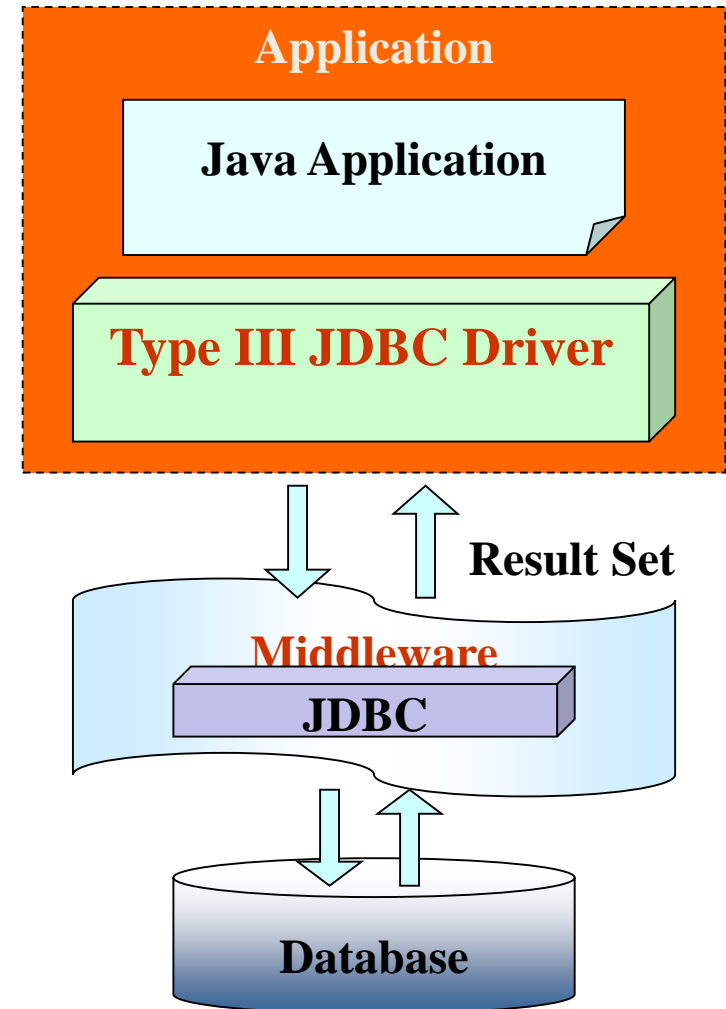 Application
Java Application
Type III JDBC Driver
Result Set
Middleware
JDBC
Database